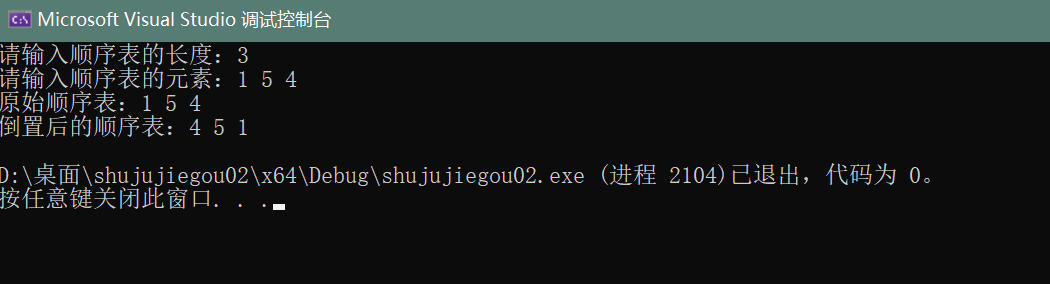 Microsoft Visual Studio 调试控制台
请输入顺序表的长度：3
请输入顺序表的元素：1 5 4
原始顺序表：1 5 4
倒置后的顺序表：4 5 1
D:\桌面\shujujiegou02\x64\Debug\shujujiegou02.exe (进程 2104)已退出，代码为 0。
按任意键关闭此窗口. . .